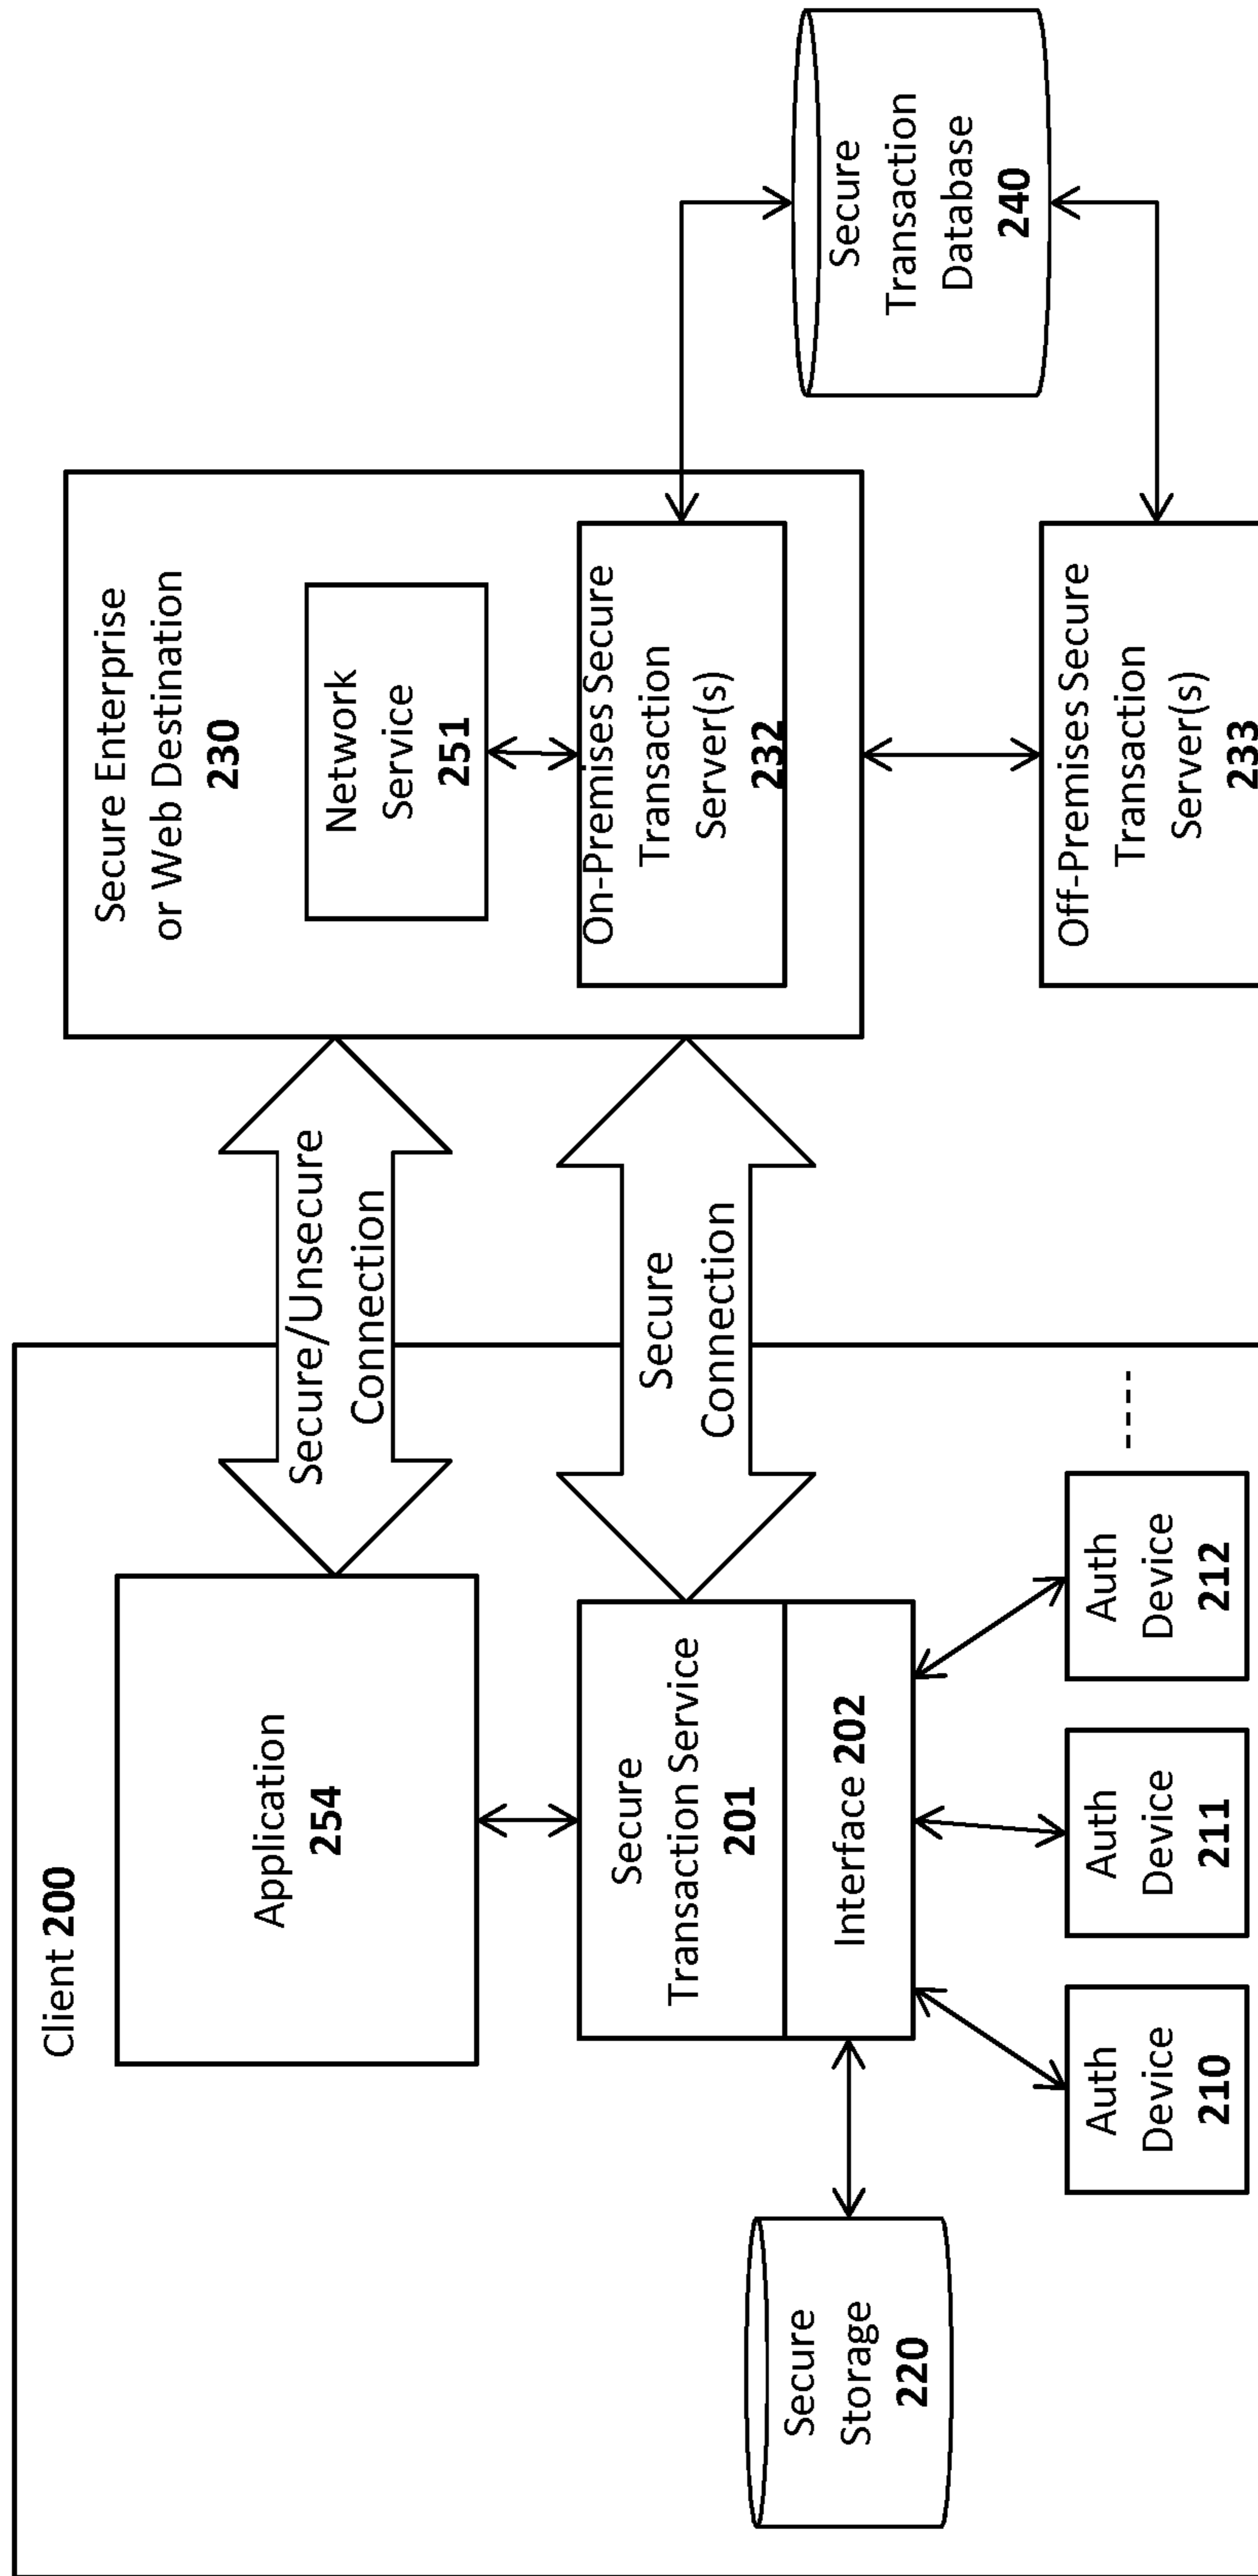 Client 200
Application
254
Secure
Transaction Service
201
Interface 202
Secure
Storage
220
Auth
Device
210
Auth
Device
211
Auth
Device
212
Secure/Unsecure
Connection
Secure
Connection
Secure Enterprise
or Web Destination
230
Network
Service
251
On-Premises Secure
Transaction
Server(s)
232
Off-Premises Secure
Transaction
Server(s)
233
Secure
Transaction
Database
240